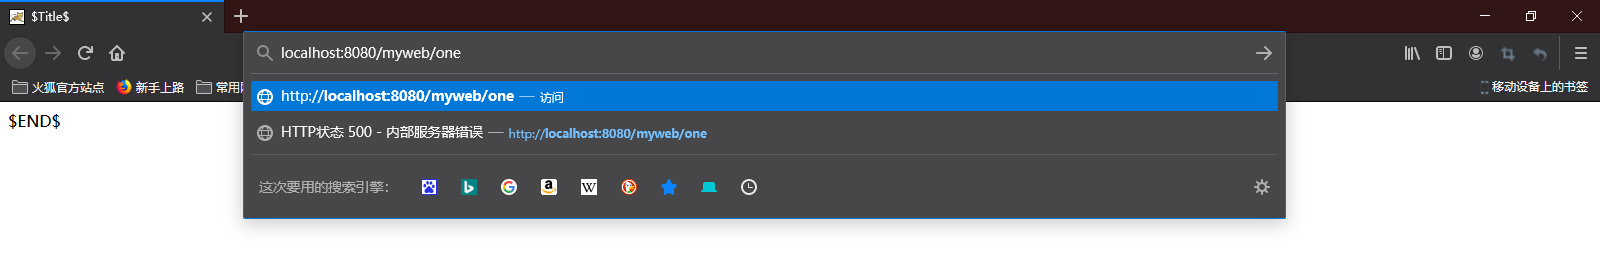 $Title$
localhost:8080/myweb/one
火狐官方站点 新手上路 常用 移动设备上的书签
http://localhost:8080/myweb/one — 访问
$END$
HTTP状态 500 - 内部服务器错误 — http://localhost:8080/myweb/one
这次要用的搜索引擎：